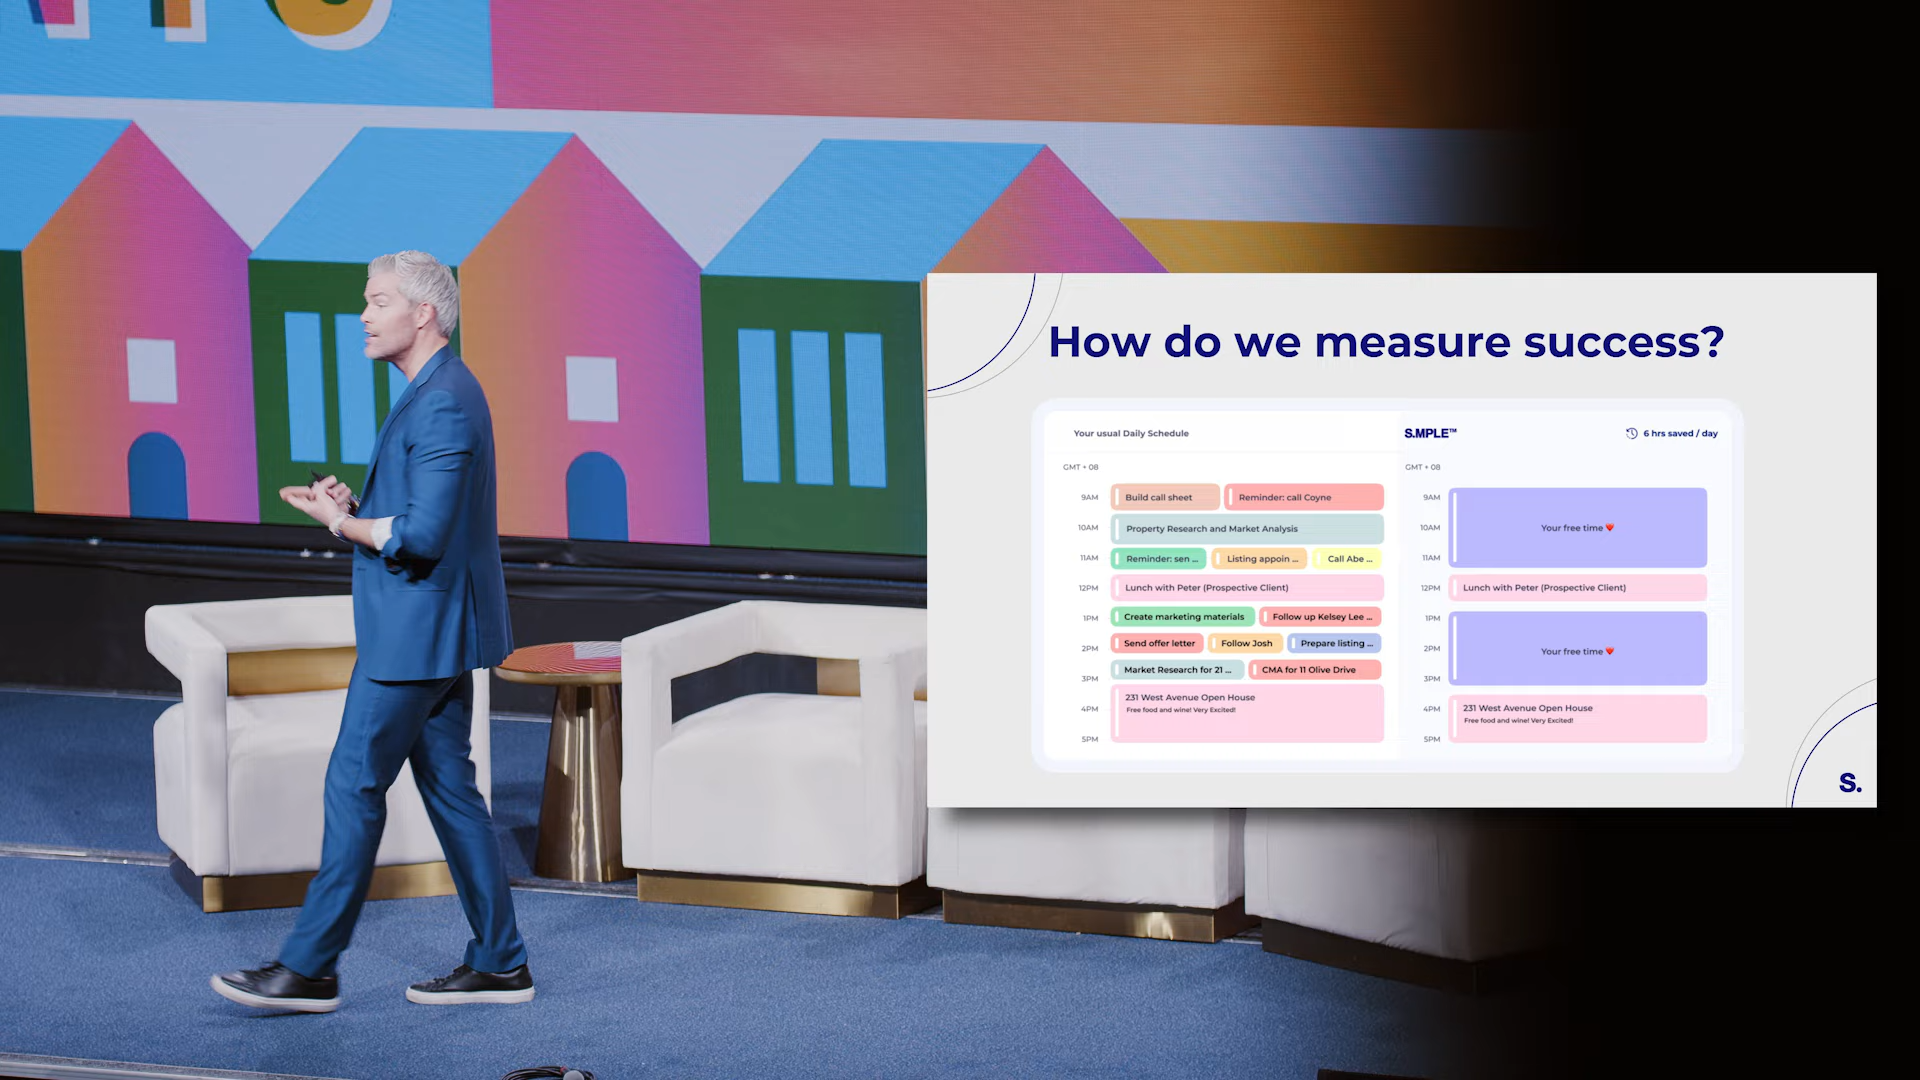 How do we measure success?
Your usual Daily Schedule
GMT + 08
9AM
Build call sheet
Reminder: call Coyne
10AM
Property Research and Market Analysis
11AM
Reminder: sen ...
Listing appoin ...
Call Abe ...
12PM
Lunch with Peter (Prospective Client)
1PM
Create marketing materials
Follow up Kelsey Lee ...
2PM
Send offer letter
Follow Josh
Prepare listing ...
Market Research for 21 ...
CMA for 11 Olive Drive
3PM
231 West Avenue Open House
Free food and wine! Very Excited!
4PM
5PM
S.MPLE™
6 hrs saved / day
GMT + 08
9AM
10AM
Your free time
11AM
12PM
Lunch with Peter (Prospective Client)
1PM
2PM
Your free time
3PM
4PM
231 West Avenue Open House
Free food and wine! Very Excited!
5PM
S.